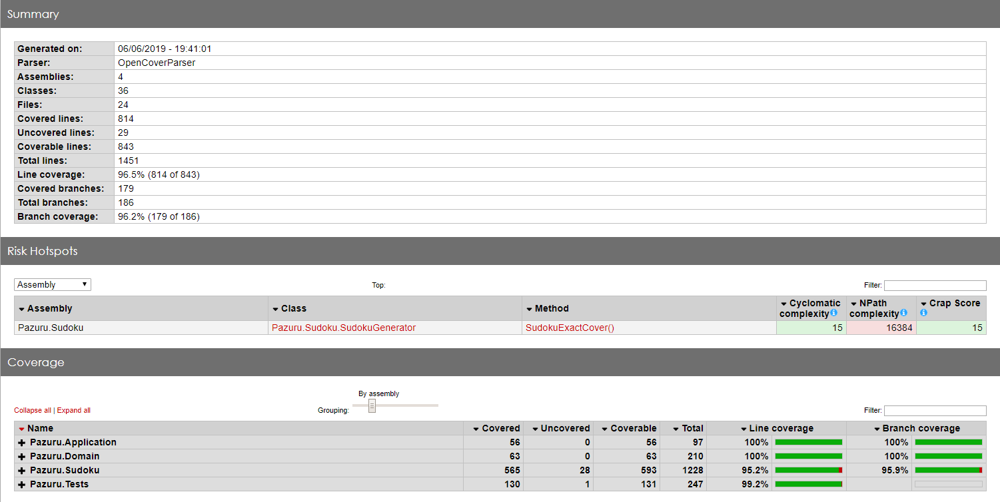 Summary
Generated on: 06/06/2019 - 19:41:01
Parser: OpenCoverParser
Assemblies: 4
Classes: 36
Files: 24
Covered lines: 814
Uncovered lines: 29
Coverable lines: 843
Total lines: 1451
Line coverage: 96.5% (814 of 843)
Covered branches: 179
Total branches: 186
Branch coverage: 96.2% (179 of 186)
Risk Hotspots
Assembly Top: Filter:
Assembly Class Method Cyclomatic complexity NPath complexity Crap Score
Pazuru.Sudoku Pazuru.Sudoku.SudokuGenerator SudokuExactCover() 15 16384 15
Coverage
By assembly
Collapse all | Expand all Grouping: Filter:
Name Covered Uncovered Coverable Total Line coverage Branch coverage
Pazuru.Application 56 0 56 97 100% 100%
Pazuru.Domain 63 0 63 210 100% 100%
Pazuru.Sudoku 565 28 593 1228 95.2% 95.9%
Pazuru.Tests 130 1 131 247 99.2%